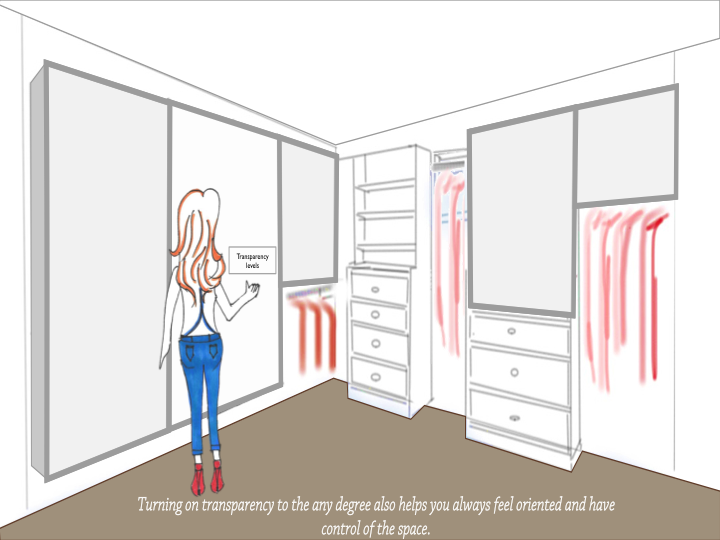 Transparency
levels
Turning on transparency to the any degree also helps you always feel oriented and have
control of the space.